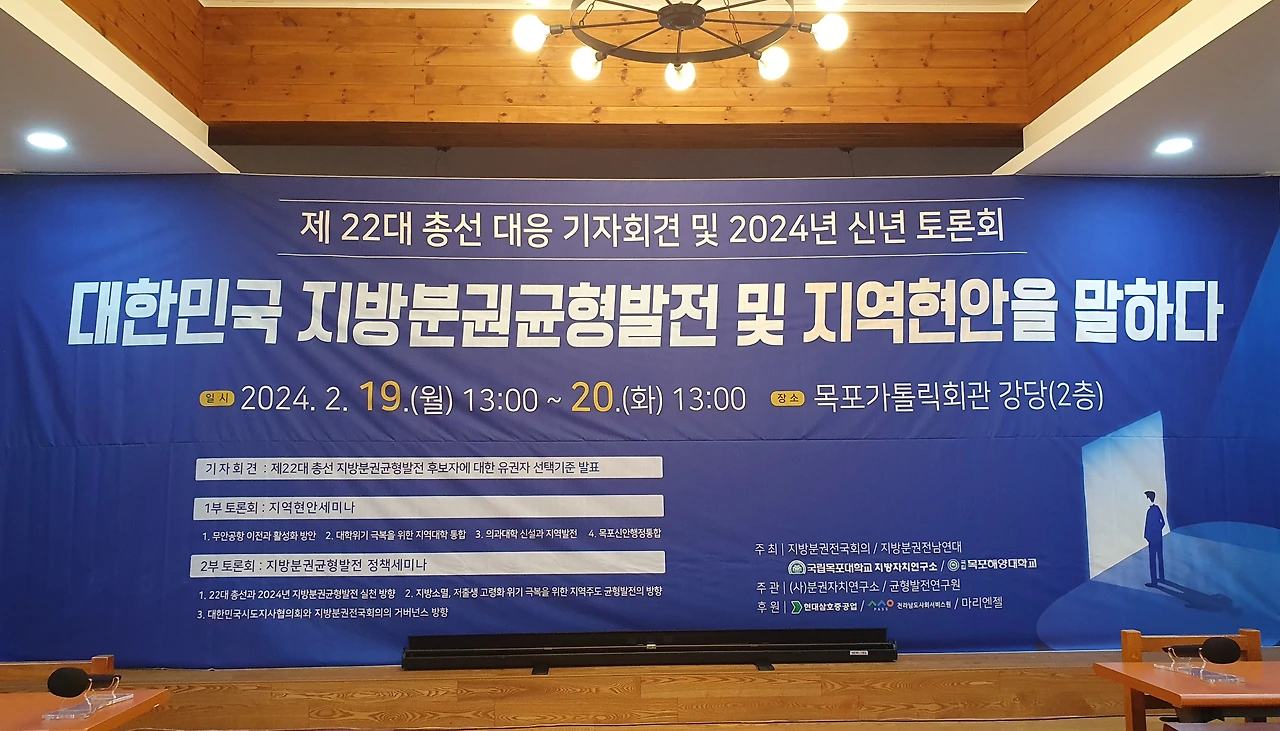 제 22대 총선 대응 기자회견 및 2024년 신년 토론회
대한민국 지방분권균형발전 및 지역현안을 말하다
일시 2024. 2. 19.(월) 13:00 ~ 20.(화) 13:00 장소 목포가톨릭회관 강당(2층)
기자회견 : 제22대 총선 지방분권균형발전 후보자에 대한 유권자 선택기준 발표
1부 토론회 : 지역현안세미나
1. 무안공항 이전과 활성화 방안 2. 대학위기 극복을 위한 지역대학 통합 3. 의과대학 신설과 지역발전 4. 목포신안행정통합
2부 토론회 : 지방분권균형발전 정책세미나
1. 22대 총선과 2024년 지방분권균형발전 실천 방향 2. 지방소멸, 저출생 고령화 위기 극복을 위한 지역주도 균형발전의 방향
3. 대한민국시도지사협의회와 지방분권전국회의의 거버넌스 방향
주최 | 지방분권전국회의 / 지방분권전남연대
국립목포대학교 지방자치연구소 / 목포해양대학교
주관 | (사)분권자치연구소 / 균형발전연구원
후원 | 현대삼호중공업 / PASS 전라남도사회서비스원 / 마리엔젤